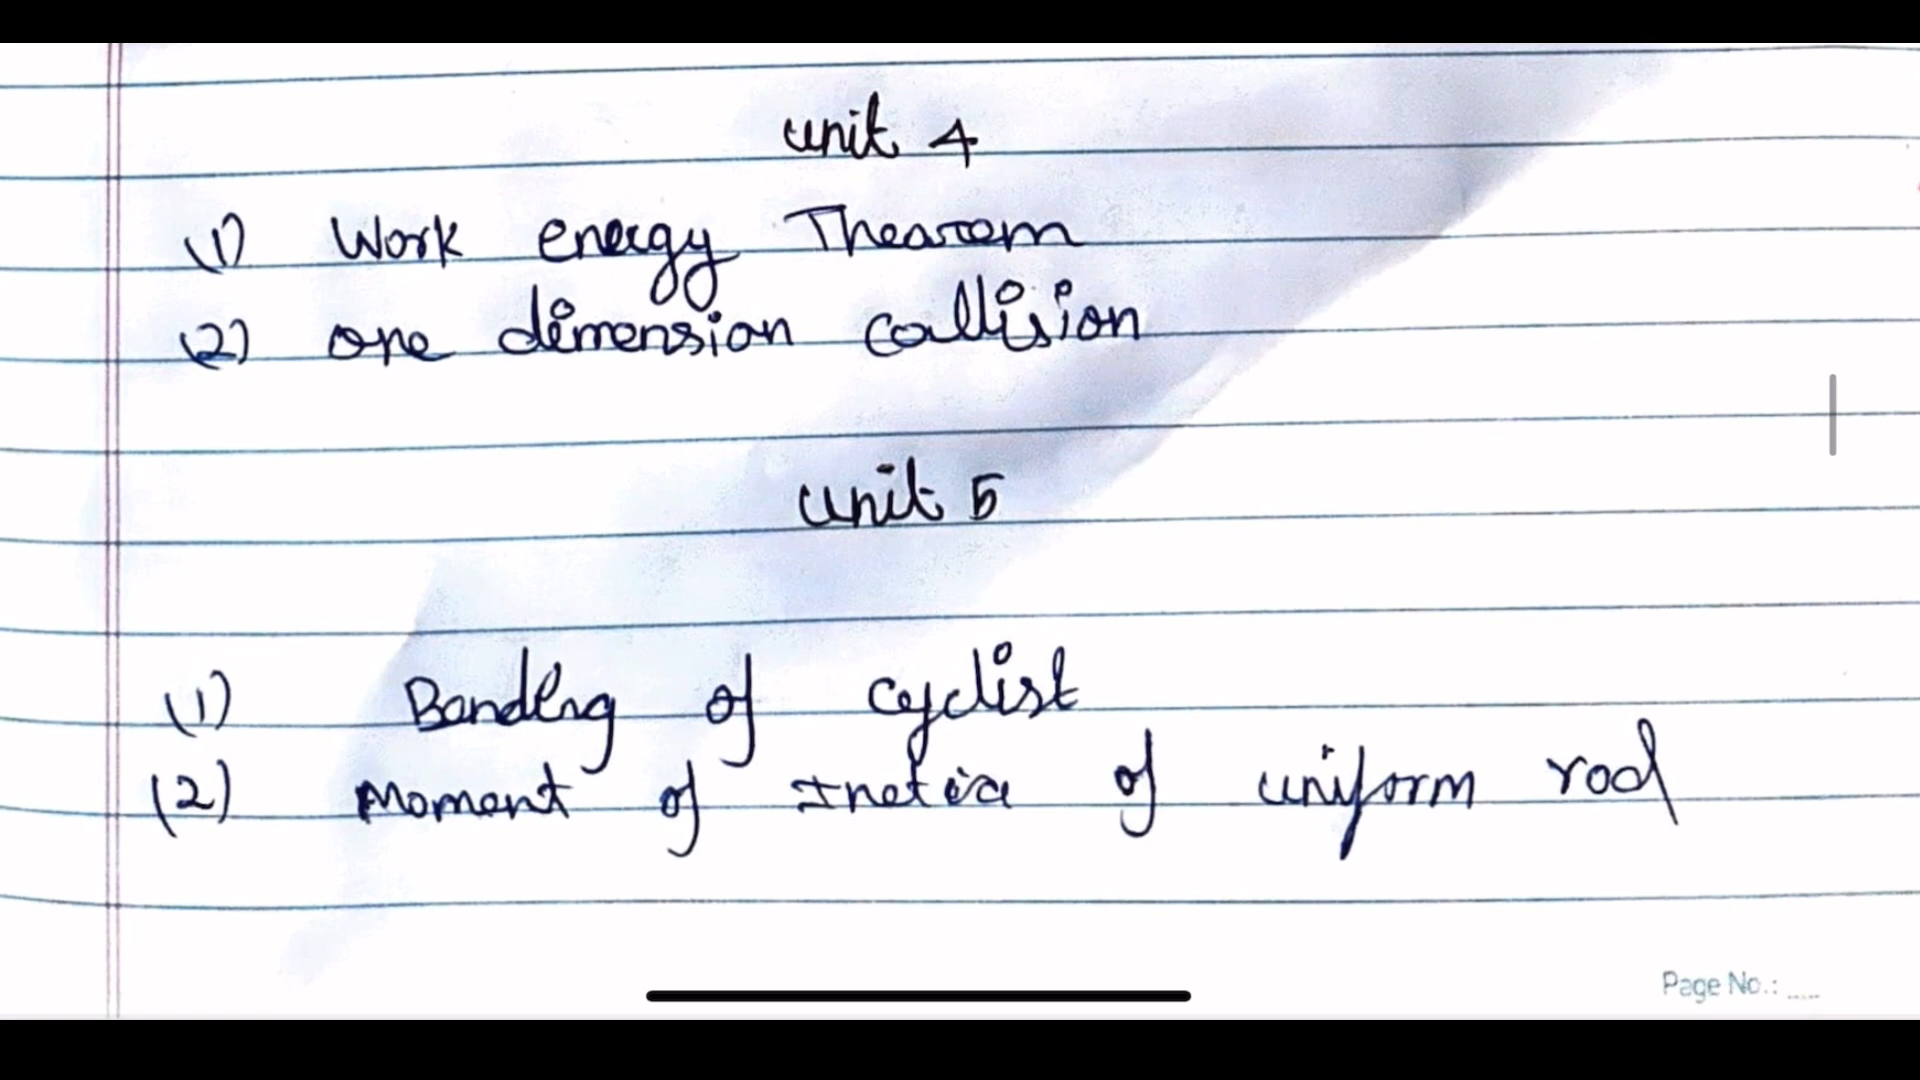 unit 4
(1) Work energy Thearem
(2) one dimension collision
unit 5
(1) Banding of cyclist
(2) Moment of Inetia of uniform rod
Page No.: .....